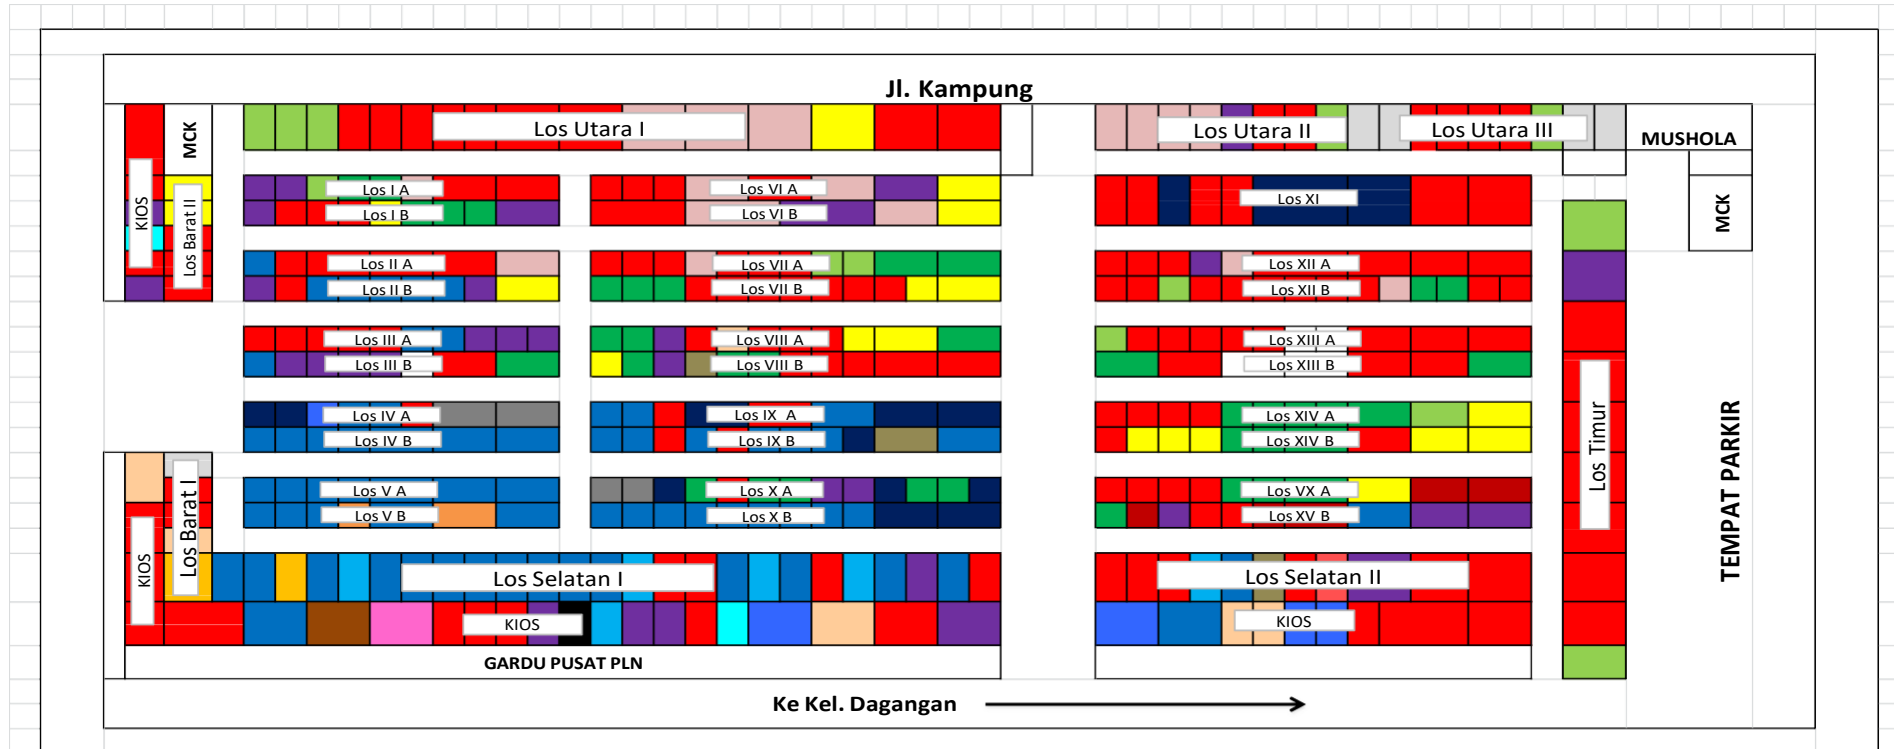 Jl. Kampung
Los Utara I
Los Utara II
Los Utara III
MUSHOLA
MCK
KIOS
Los Barat II
Los I A
Los VI A
Los XI
MCK
Los I B
Los VI B
Los II A
Los VII A
Los XII A
Los II B
Los VII B
Los XII B
Los III A
Los VIII A
Los XIII A
Los III B
Los VIII B
Los XIII B
Los IV A
Los IX A
Los XIV A
Los IV B
Los IX B
Los XIV B
Los Timur
TEMPAT PARKIR
Los V A
Los X A
Los VX A
Los V B
Los X B
Los XV B
KIOS
Los Barat I
Los Selatan I
Los Selatan II
KIOS
KIOS
GARDU PUSAT PLN
Ke Kel. Dagangan